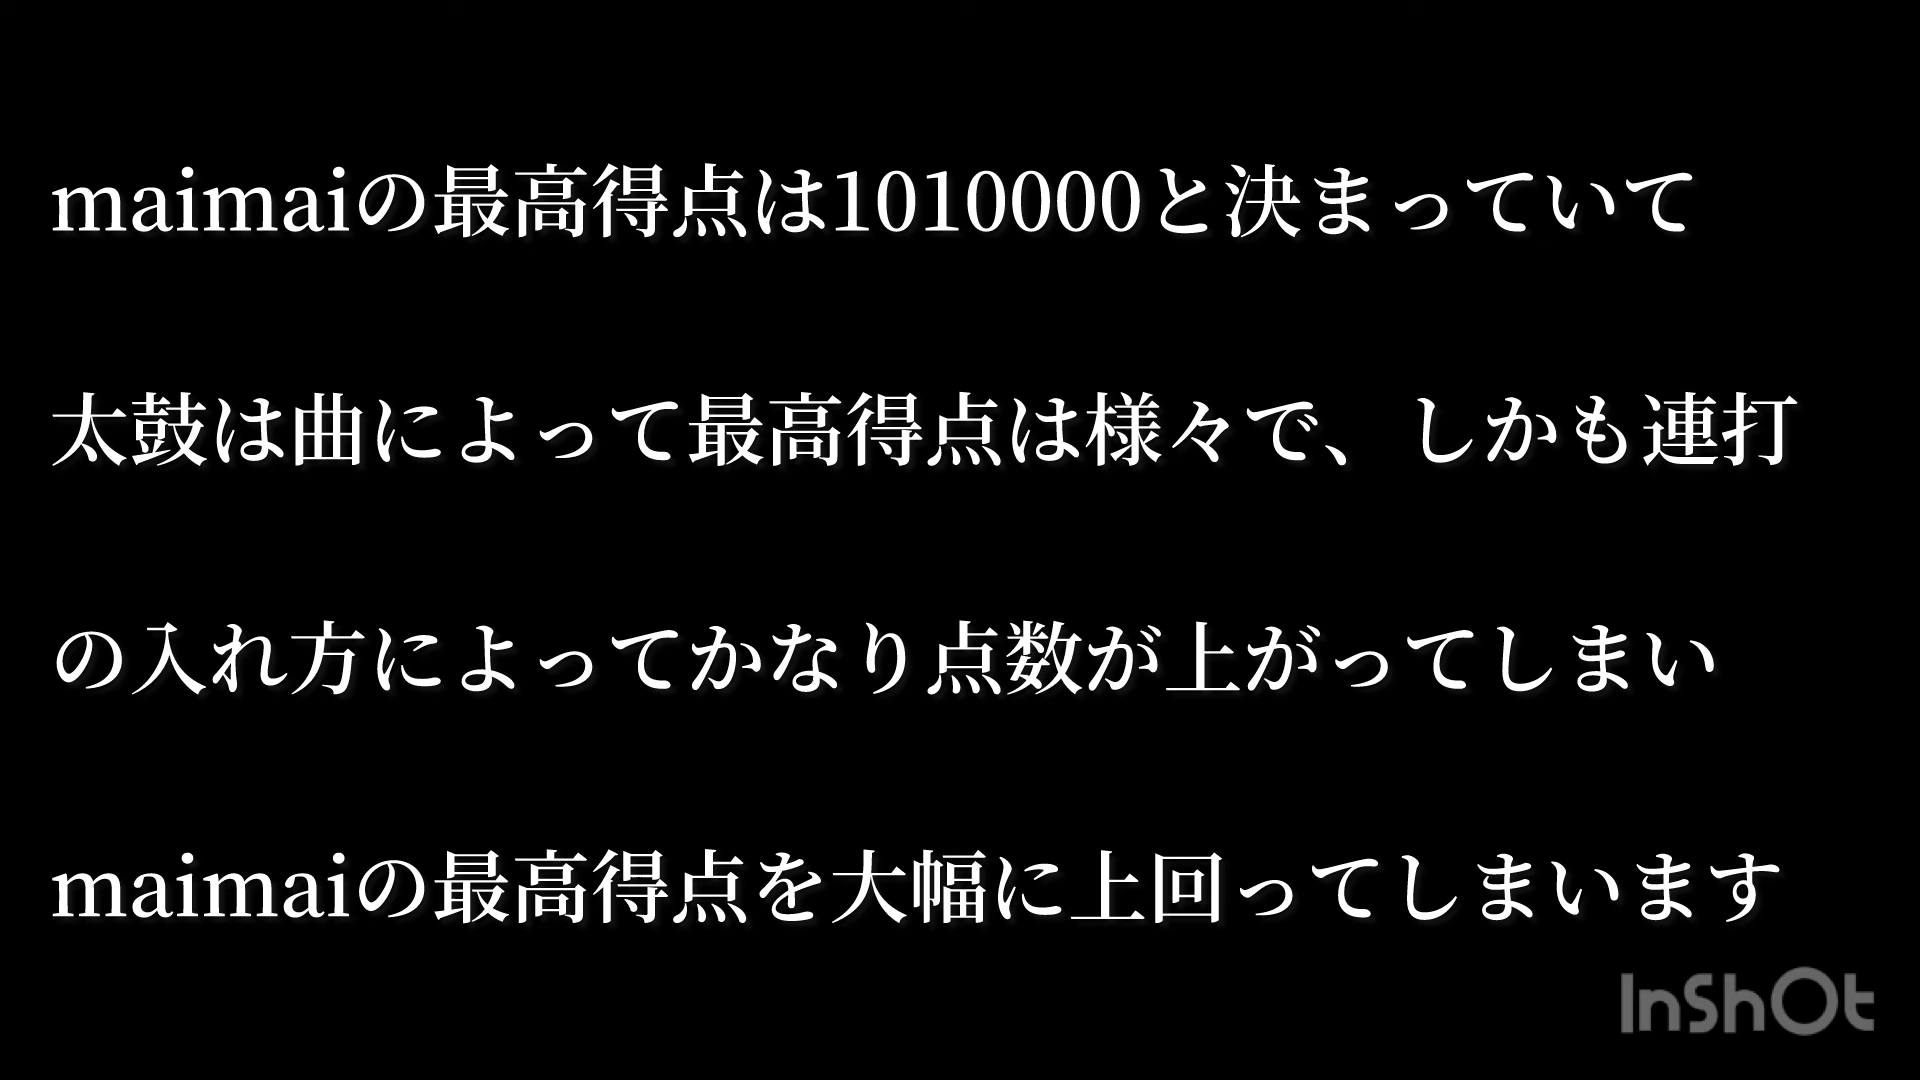 maimaiの最高得点は1010000と決まっていて
太鼓は曲によって最高得点は様々で、しかも連打
の入れ方によってかなり点数が上がってしまい
maimaiの最高得点を大幅に上回ってしまいます
InShOt